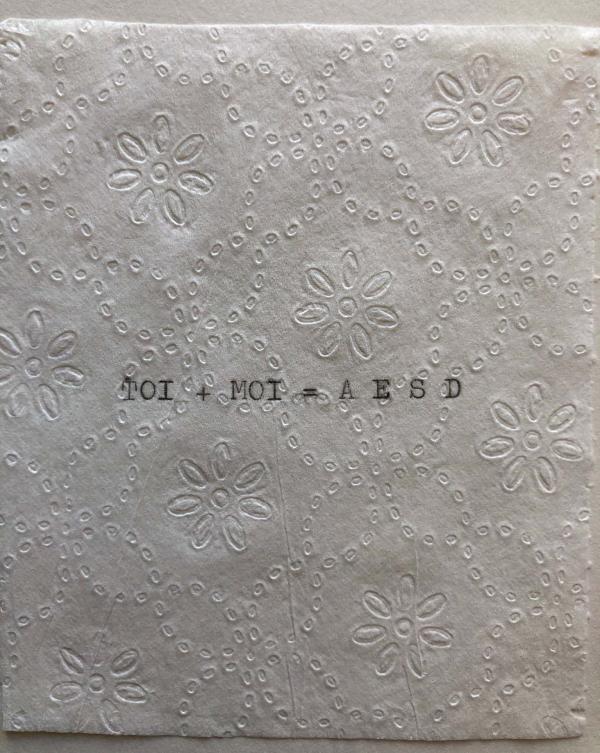 TOI + MOI = A E S D